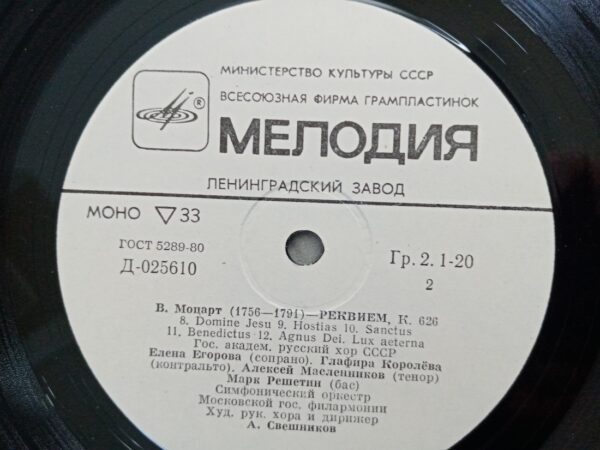 МИНИСТЕРСТВО КУЛЬТУРЫ СССР
®
ВСЕСОЮЗНАЯ ФИРМА ГРАМПЛАСТИНОК
МЕЛОДИЯ
ЛЕНИНГРАДСКИЙ ЗАВОД
МОНО ▽ 33
ГОСТ 5289-80
Д-025610
Гр. 2. 1-20
2
В. Моцарт (1756—1791)—РЕКВИЕМ, К. 626
8. Domine Jesu 9. Hostias 10. Sanctus
11. Benedictus 12. Agnus Dei. Lux aeterna
Гос. академ. русский хор СССР
Елена Егорова (сопрано). Глафира Королёва
(контральто). Алексей Масленников (тенор)
Марк Решетин (бас)
Симфонический оркестр
Московской гос. филармонии
Худ. рук. хора и дирижер
А. Свешников